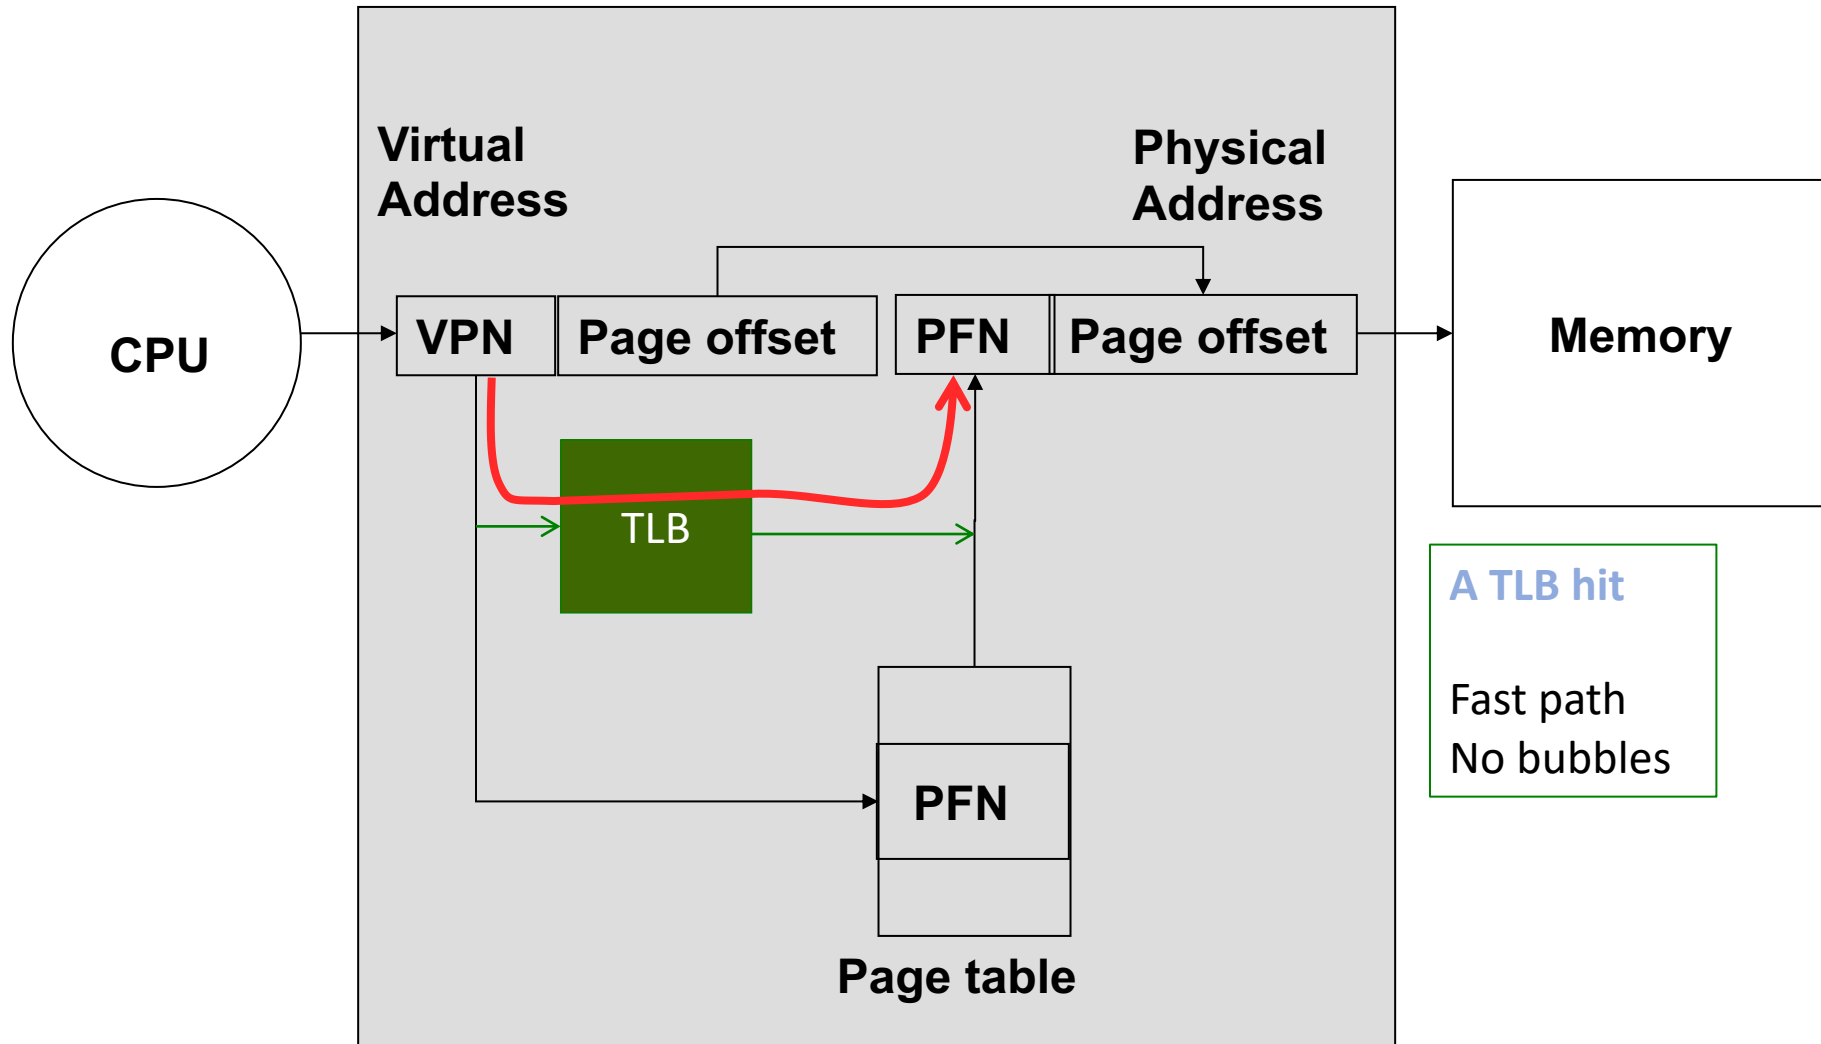 Virtual
Address
Physical
Address
CPU
VPN
Page offset
PFN
Page offset
Memory
TLB
A TLB hit
Fast path
No bubbles
PFN
Page table